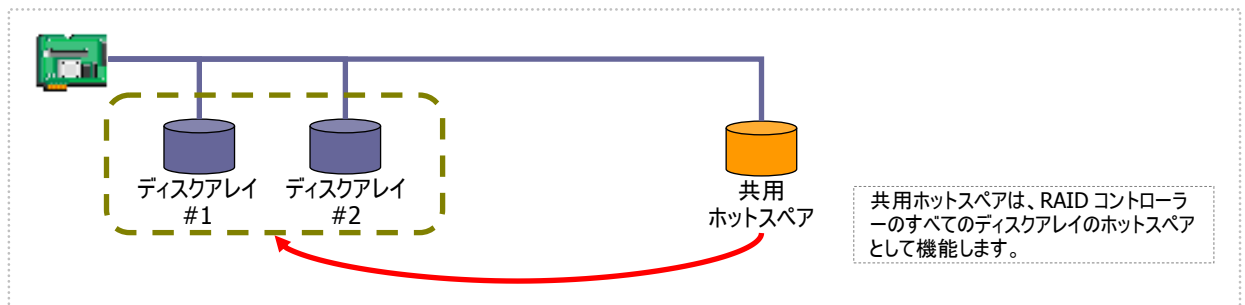 ディスクアレイ
#1
ディスクアレイ
#2
共用
ホットスペア
共用ホットスペアは、RAID コントローラ
ーのすべてのディスクアレイのホットスペア
として機能します。